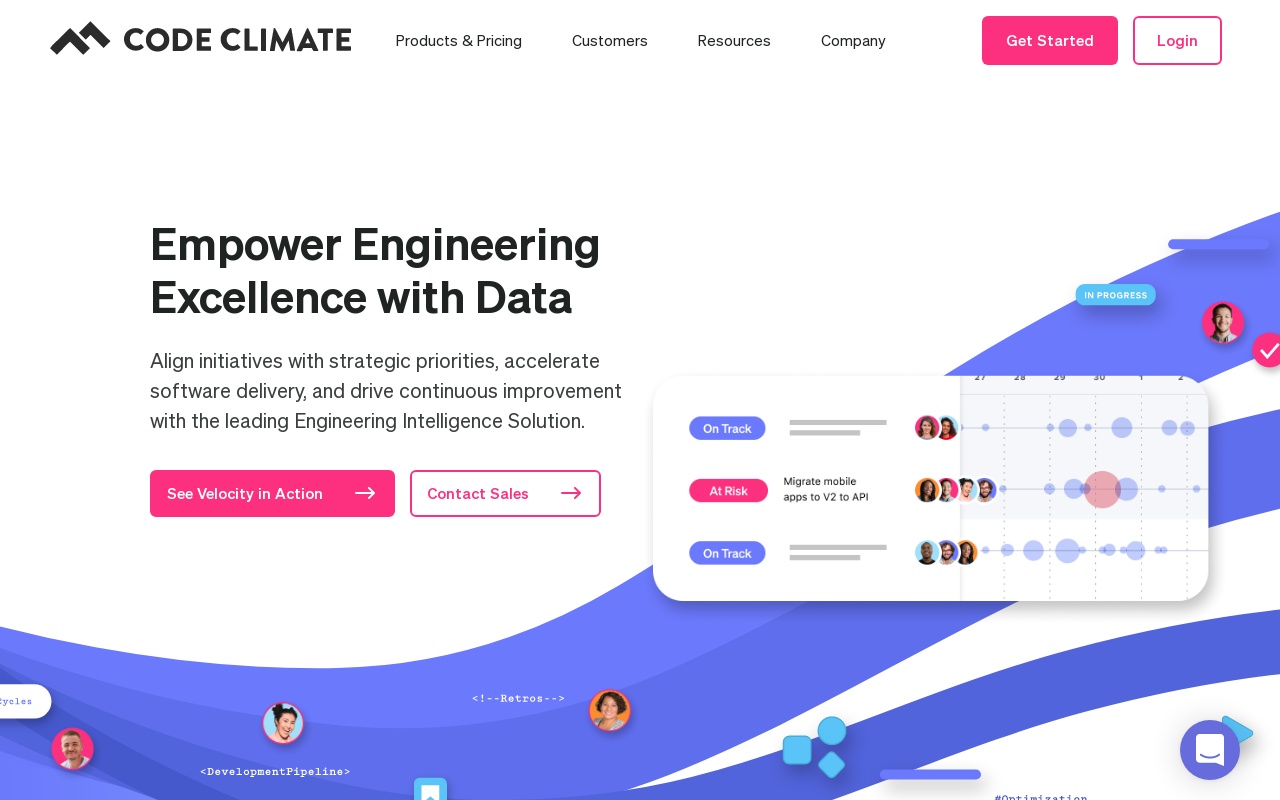 CODE CLIMATE
Products & Pricing
Customers
Resources
Company
Get Started
Login
Empower Engineering
Excellence with Data
Align initiatives with strategic priorities, accelerate
software delivery, and drive continuous improvement
with the leading Engineering Intelligence Solution.
See Velocity in Action
Contact Sales
IN PROGRESS
27 28 29 30 1 2
On Track
At Risk
Migrate mobile
apps to V2 to API
On Track
<!--Retros-->
Cycles
<DevelopmentPipeline>
#Optimization